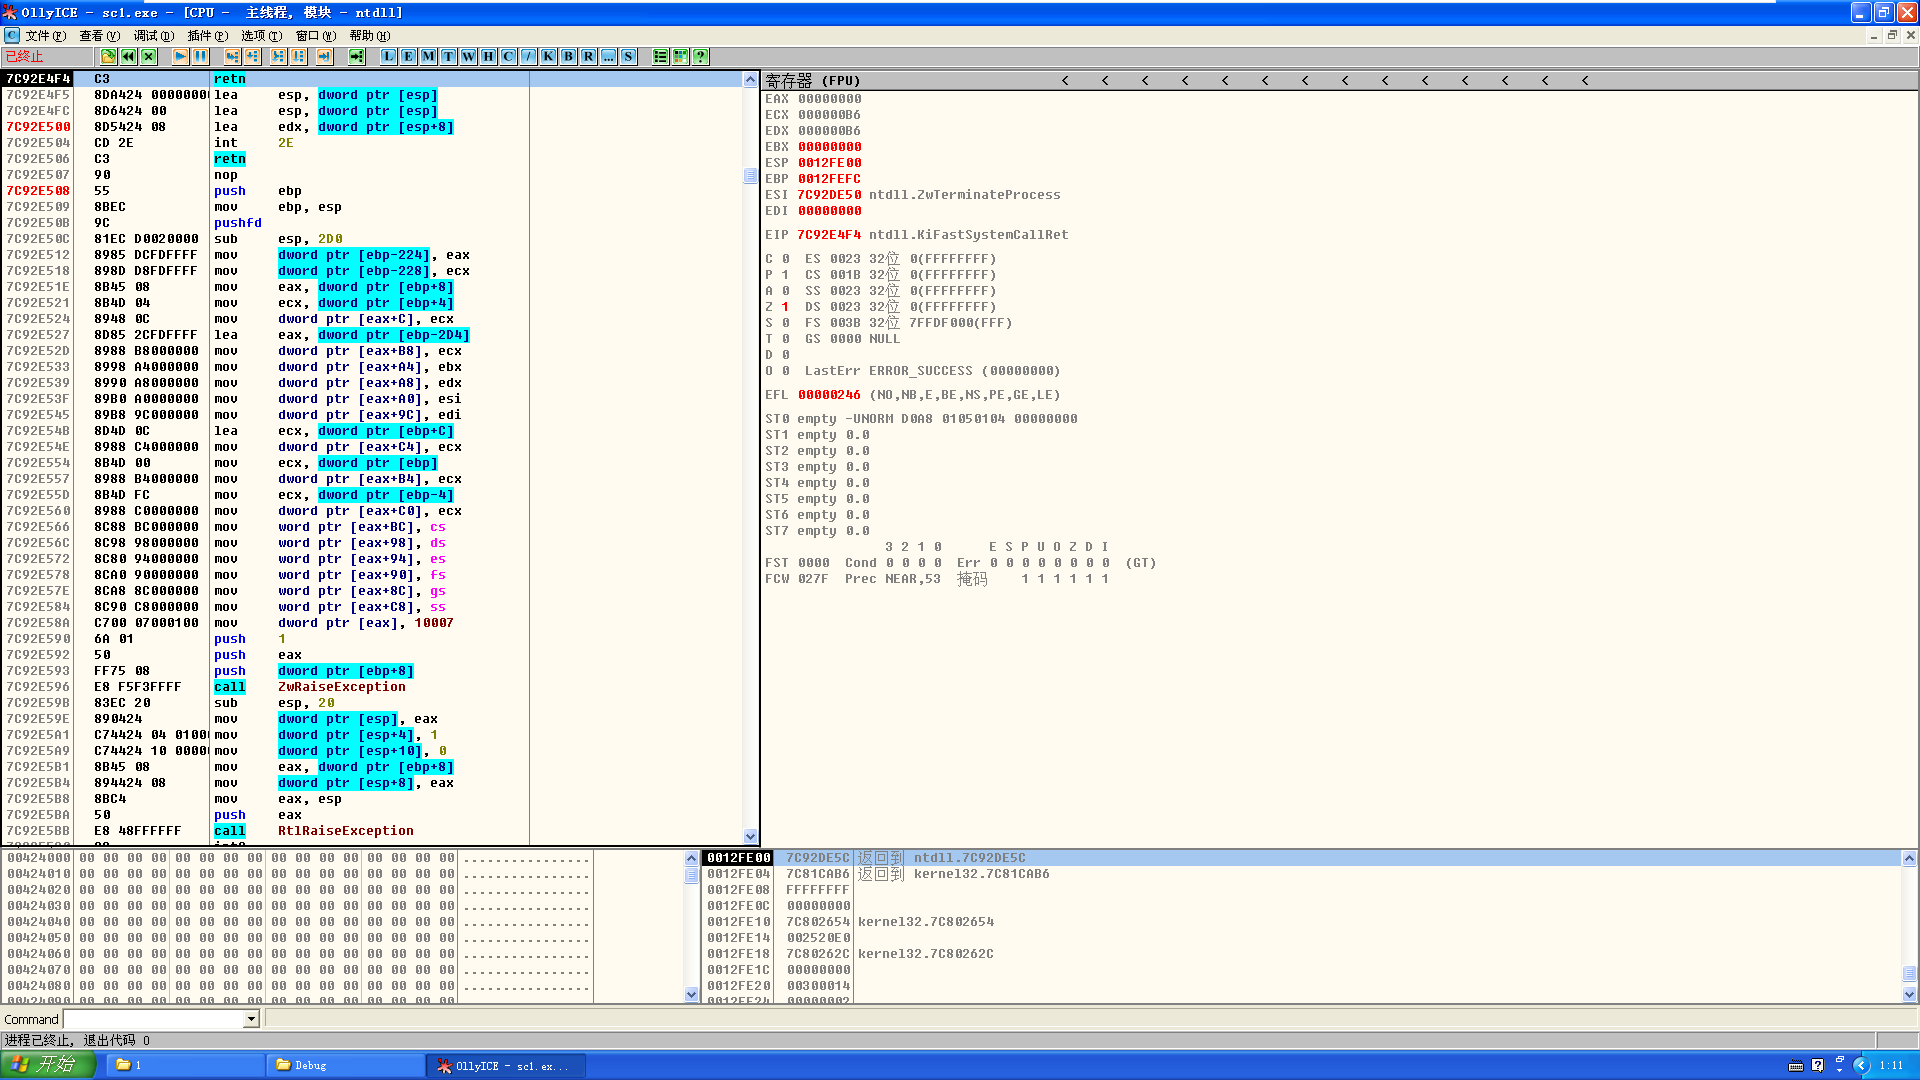 OllyICE - sc1.exe - [CPU - 主线程, 模块 - ntdll]
文件(F) 查看(V) 调试(D) 插件(P) 选项(T) 窗口(W) 帮助(H)
已终止 L E M T W H C / K B R ... S ?
7C92E4F4 C3 retn
7C92E4F5 8DA424 0000000 lea esp, dword ptr [esp]
7C92E4FC 8D6424 00 lea esp, dword ptr [esp]
7C92E500 8D5424 08 lea edx, dword ptr [esp+8]
7C92E504 CD 2E int 2E
7C92E506 C3 retn
7C92E507 90 nop
7C92E508 55 push ebp
7C92E509 8BEC mov ebp, esp
7C92E50B 9C pushfd
7C92E50C 81EC D0020000 sub esp, 2D0
7C92E512 8985 DCFDFFFF mov dword ptr [ebp-224], eax
7C92E518 898D D8FDFFFF mov dword ptr [ebp-228], ecx
7C92E51E 8B45 08 mov eax, dword ptr [ebp+8]
7C92E521 8B4D 04 mov ecx, dword ptr [ebp+4]
7C92E524 8948 0C mov dword ptr [eax+C], ecx
7C92E527 8D85 2CFDFFFF lea eax, dword ptr [ebp-2D4]
7C92E52D 8988 B8000000 mov dword ptr [eax+B8], ecx
7C92E533 8998 A4000000 mov dword ptr [eax+A4], ebx
7C92E539 8990 A8000000 mov dword ptr [eax+A8], edx
7C92E53F 89B0 A0000000 mov dword ptr [eax+A0], esi
7C92E545 89B8 9C000000 mov dword ptr [eax+9C], edi
7C92E54B 8D4D 0C lea ecx, dword ptr [ebp+C]
7C92E54E 8988 C4000000 mov dword ptr [eax+C4], ecx
7C92E554 8B4D 00 mov ecx, dword ptr [ebp]
7C92E557 8988 B4000000 mov dword ptr [eax+B4], ecx
7C92E55D 8B4D FC mov ecx, dword ptr [ebp-4]
7C92E560 8988 C0000000 mov dword ptr [eax+C0], ecx
7C92E566 8C88 BC000000 mov word ptr [eax+BC], cs
7C92E56C 8C98 98000000 mov word ptr [eax+98], ds
7C92E572 8C80 94000000 mov word ptr [eax+94], es
7C92E578 8CA0 90000000 mov word ptr [eax+90], fs
7C92E57E 8CA8 8C000000 mov word ptr [eax+8C], gs
7C92E584 8C90 C8000000 mov word ptr [eax+C8], ss
7C92E58A C700 07000100 mov dword ptr [eax], 10007
7C92E590 6A 01 push 1
7C92E592 50 push eax
7C92E593 FF75 08 push dword ptr [ebp+8]
7C92E596 E8 F5F3FFFF call ZwRaiseException
7C92E59B 83EC 20 sub esp, 20
7C92E59E 890424 mov dword ptr [esp], eax
7C92E5A1 C74424 04 0100 mov dword ptr [esp+4], 1
7C92E5A9 C74424 10 0000 mov dword ptr [esp+10], 0
7C92E5B1 8B45 08 mov eax, dword ptr [ebp+8]
7C92E5B4 894424 08 mov dword ptr [esp+8], eax
7C92E5B8 8BC4 mov eax, esp
7C92E5BA 50 push eax
7C92E5BB E8 48FFFFFF call RtlRaiseException
寄存器 (FPU) < < < < < < < < < < < < < <
EAX 00000000
ECX 000000B6
EDX 000000B6
EBX 00000000
ESP 0012FE00
EBP 0012FEFC
ESI 7C92DE50 ntdll.ZwTerminateProcess
EDI 00000000
EIP 7C92E4F4 ntdll.KiFastSystemCallRet
C 0 ES 0023 32位 0(FFFFFFFF)
P 1 CS 001B 32位 0(FFFFFFFF)
A 0 SS 0023 32位 0(FFFFFFFF)
Z 1 DS 0023 32位 0(FFFFFFFF)
S 0 FS 003B 32位 7FFDF000(FFF)
T 0 GS 0000 NULL
D 0
O 0 LastErr ERROR_SUCCESS (00000000)
EFL 00000246 (NO,NB,E,BE,NS,PE,GE,LE)
ST0 empty -UNORM D0A8 01050104 00000000
ST1 empty 0.0
ST2 empty 0.0
ST3 empty 0.0
ST4 empty 0.0
ST5 empty 0.0
ST6 empty 0.0
ST7 empty 0.0
3 2 1 0 E S P U O Z D I
FST 0000 Cond 0 0 0 0 Err 0 0 0 0 0 0 0 0 (GT)
FCW 027F Prec NEAR,53 掩码 1 1 1 1 1 1
00424000 00 00 00 00 00 00 00 00 00 00 00 00 00 00 00 00 ................
00424010 00 00 00 00 00 00 00 00 00 00 00 00 00 00 00 00 ................
00424020 00 00 00 00 00 00 00 00 00 00 00 00 00 00 00 00 ................
00424030 00 00 00 00 00 00 00 00 00 00 00 00 00 00 00 00 ................
00424040 00 00 00 00 00 00 00 00 00 00 00 00 00 00 00 00 ................
00424050 00 00 00 00 00 00 00 00 00 00 00 00 00 00 00 00 ................
00424060 00 00 00 00 00 00 00 00 00 00 00 00 00 00 00 00 ................
00424070 00 00 00 00 00 00 00 00 00 00 00 00 00 00 00 00 ................
00424080 00 00 00 00 00 00 00 00 00 00 00 00 00 00 00 00 ................
00424090 00 00 00 00 00 00 00 00 00 00 00 00 00 00 00 00
0012FE00 7C92DE5C 返回到 ntdll.7C92DE5C
0012FE04 7C81CAB6 返回到 kernel32.7C81CAB6
0012FE08 FFFFFFFF
0012FE0C 00000000
0012FE10 7C802654 kernel32.7C802654
0012FE14 002520E0
0012FE18 7C80262C kernel32.7C80262C
0012FE1C 00000000
0012FE20 00300014
0012FE24 00000002
Command
进程已终止, 退出代码 0
开始 1 Debug OllyICE - sc1.ex... 1:11